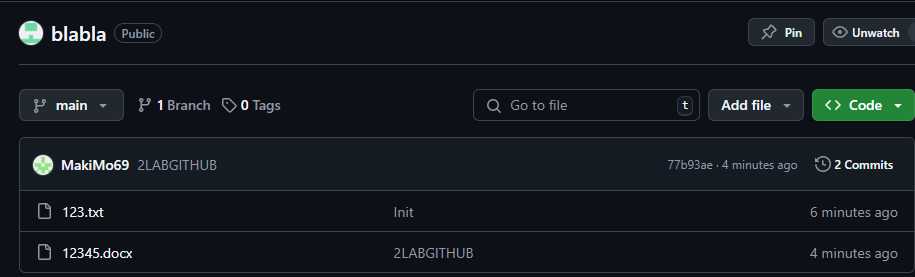 blabla Public Pin Unwatch
main 1 Branch 0 Tags Go to file t Add file Code
MakiMo69 2LABGITHUB 77b93ae · 4 minutes ago 2 Commits
123.txt Init 6 minutes ago
12345.docx 2LABGITHUB 4 minutes ago